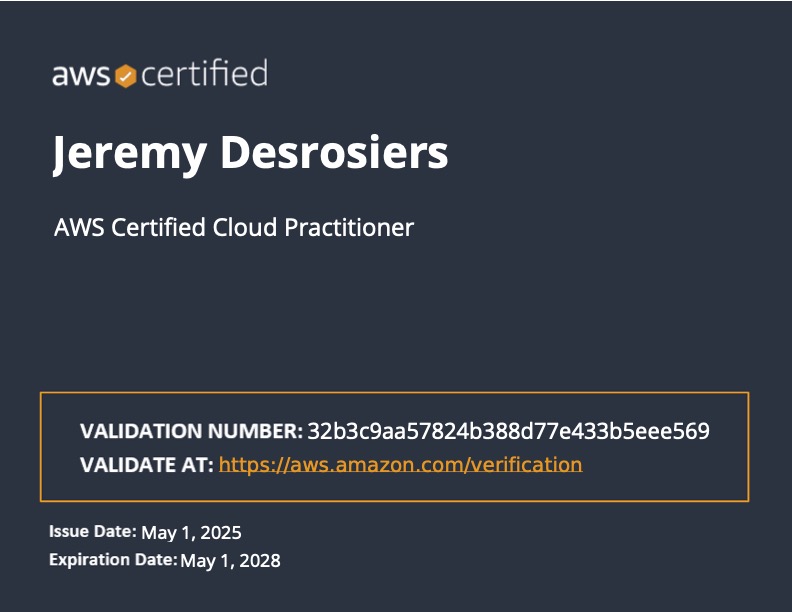 aws certified
Jeremy Desrosiers
AWS Certified Cloud Practitioner
VALIDATION NUMBER: 32b3c9aa57824b388d77e433b5eee569
VALIDATE AT: https://aws.amazon.com/verification
Issue Date: May 1, 2025
Expiration Date: May 1, 2028